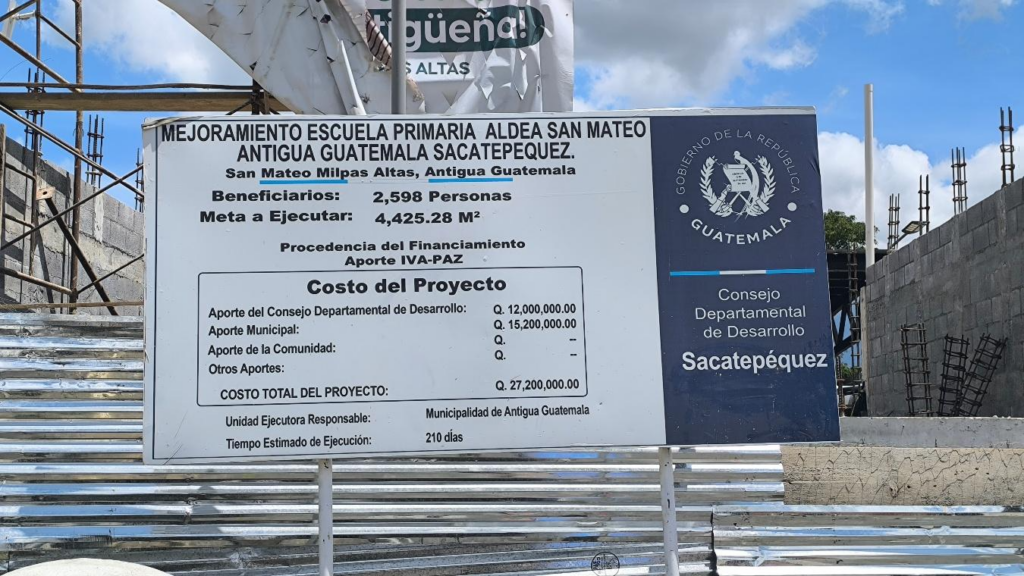 tigüeña!
S ALTAS
MEJORAMIENTO ESCUELA PRIMARIA ALDEA SAN MATEO
ANTIGUA GUATEMALA SACATEPEQUEZ.
San Mateo Milpas Altas, Antigua Guatemala
Beneficiarios: 2,598 Personas
Meta a Ejecutar: 4,425.28 M²
Procedencia del Financiamiento
Aporte IVA-PAZ
Costo del Proyecto
Aporte del Consejo Departamental de Desarrollo: Q. 12,000,000.00
Aporte Municipal: Q. 15,200,000.00
Aporte de la Comunidad: Q. –
Otros Aportes: Q. –
COSTO TOTAL DEL PROYECTO: Q. 27,200,000.00
Unidad Ejecutora Responsable: Municipalidad de Antigua Guatemala
Tiempo Estimado de Ejecución: 210 días
GOBIERNO DE LA REPÚBLICA
GUATEMALA
Consejo
Departamental
de Desarrollo
Sacatepéquez